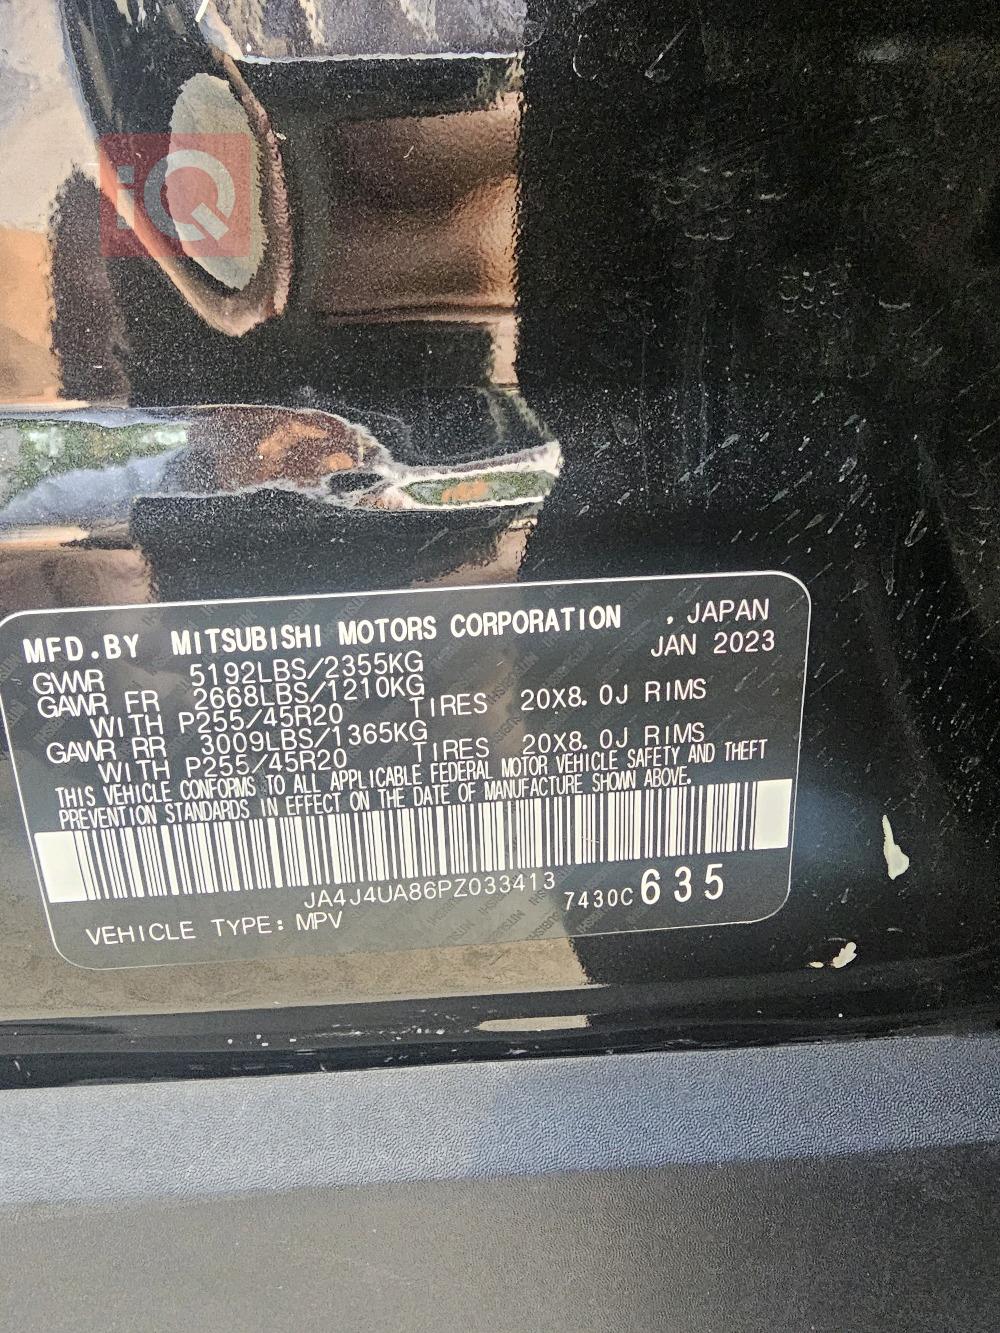 iQ
MFD.BY MITSUBISHI MOTORS CORPORATION , JAPAN
JAN 2023
GWWR 5192LBS/2355KG
GAWR FR 2668LBS/1210KG
WITH P255/45R20 TIRES 20X8.0J RIMS
GAWR RR 3009LBS/1365KG
WITH P255/45R20 TIRES 20X8.0J RIMS
THIS VEHICLE CONFORMS TO ALL APPLICABLE FEDERAL MOTOR VEHICLE SAFETY AND THEFT
PREVENTION STANDARDS IN EFFECT ON THE DATE OF MANUFACTURE SHOWN ABOVE.
JA4J4UA86PZ033413 7430C 635
VEHICLE TYPE: MPV